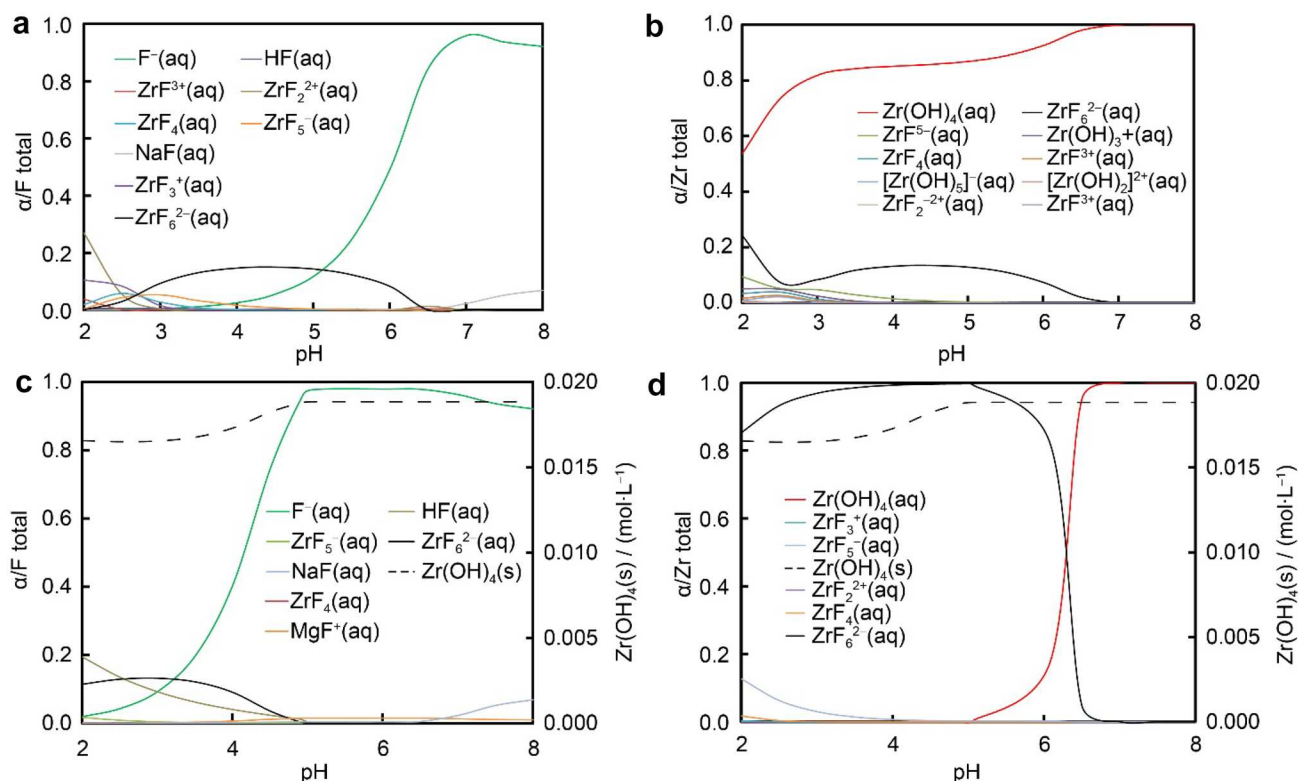 a
α/F total
1.0
0.8
0.6
0.4
0.2
0.0
F⁻(aq)
HF(aq)
ZrF³⁺(aq)
ZrF₂²⁺(aq)
ZrF₄(aq)
ZrF₅⁻(aq)
NaF(aq)
ZrF₃⁺(aq)
ZrF₆²⁻(aq)
2 3 4 5 6 7 8
pH
b
α/Zr total
1.0
0.8
0.6
0.4
0.2
0.0
Zr(OH)₄(aq)
ZrF₆²⁻(aq)
ZrF⁵⁻(aq)
Zr(OH)₃+(aq)
ZrF₄(aq)
ZrF³⁺(aq)
[Zr(OH)₅]⁻(aq)
[Zr(OH)₂]²⁺(aq)
ZrF₂⁻²⁺(aq)
ZrF³⁺(aq)
2 3 4 5 6 7 8
pH
c
α/F total
1.0
0.8
0.6
0.4
0.2
0.0
F⁻(aq)
HF(aq)
ZrF₅⁻(aq)
ZrF₆²⁻(aq)
NaF(aq)
Zr(OH)₄(s)
ZrF₄(aq)
MgF⁺(aq)
0.020
0.015
0.010
0.005
0.000
Zr(OH)₄(s) / (mol·L⁻¹)
2 4 6 8
pH
d
α/Zr total
1.0
0.8
0.6
0.4
0.2
0.0
Zr(OH)₄(aq)
ZrF₃⁺(aq)
ZrF₅⁻(aq)
Zr(OH)₄(s)
ZrF₂²⁺(aq)
ZrF₄(aq)
ZrF₆²⁻(aq)
0.020
0.015
0.010
0.005
0.000
Zr(OH)₄(s) / (mol·L⁻¹)
2 4 6 8
pH